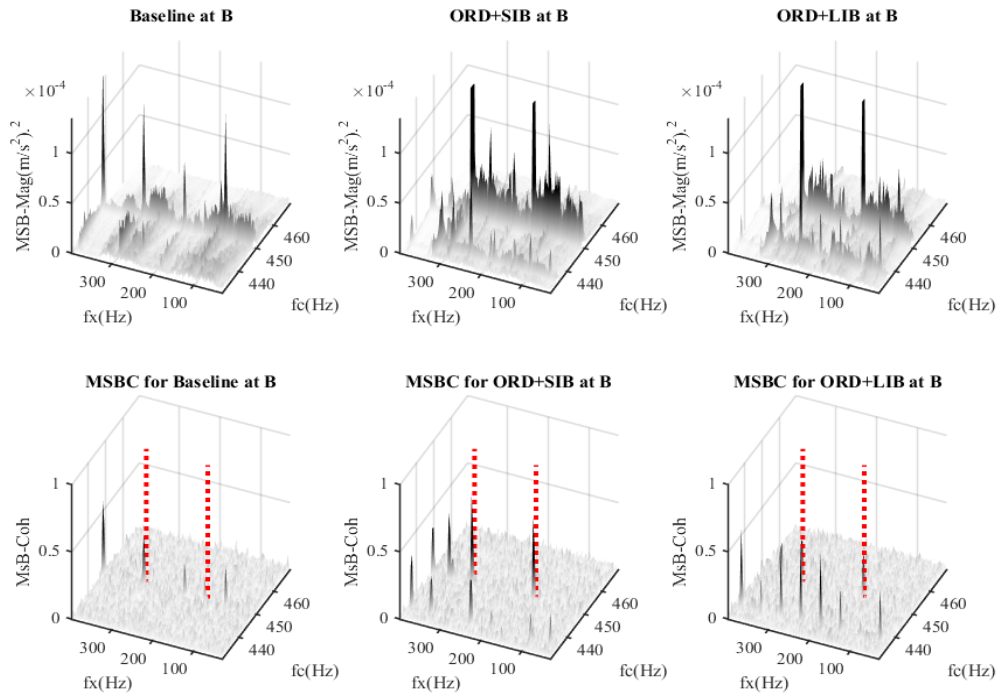 Baseline at B
ORD+SIB at B
ORD+LIB at B
×10⁻⁴
×10⁻⁴
×10⁻⁴
MSB-Mag(m/s²).²
1
0.5
0
300
200
100
fx(Hz)
440
450
460
fc(Hz)
MSB-Mag(m/s²).²
1
0.5
0
300
200
100
fx(Hz)
440
450
460
fc(Hz)
MSB-Mag(m/s²).²
1
0.5
0
300
200
100
fx(Hz)
440
450
460
fc(Hz)
MSBC for Baseline at B
MSBC for ORD+SIB at B
MSBC for ORD+LIB at B
MsB-Coh
1
0.5
0
300
200
100
fx(Hz)
440
450
460
fc(Hz)
MsB-Coh
1
0.5
0
300
200
100
fx(Hz)
440
450
460
fc(Hz)
MsB-Coh
1
0.5
0
300
200
100
fx(Hz)
440
450
460
fc(Hz)